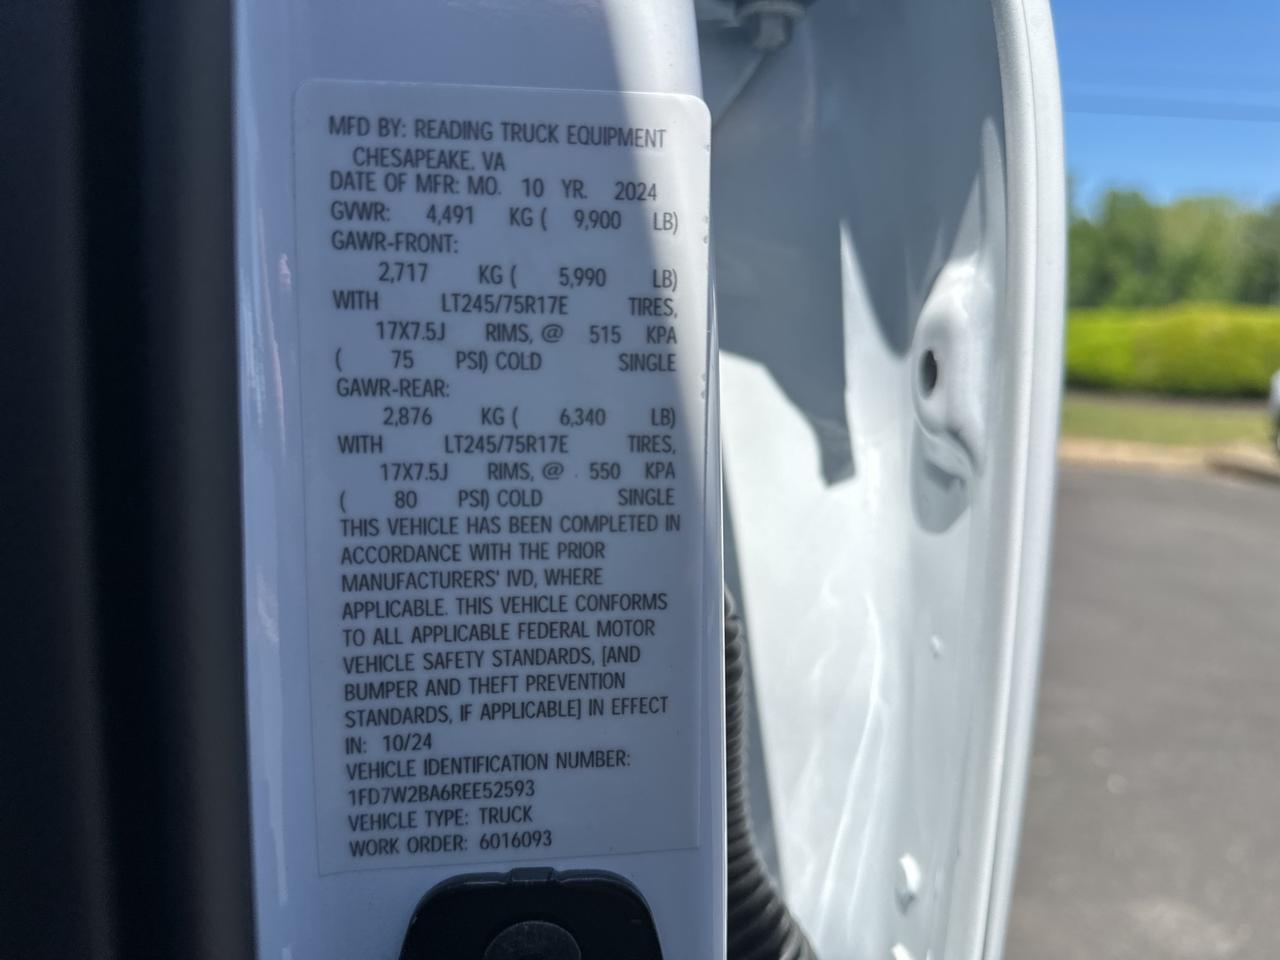 MFD BY: READING TRUCK EQUIPMENT
CHESAPEAKE, VA
DATE OF MFR: MO. 10 YR. 2024
GVWR: 4,491 KG ( 9,900 LB)
GAWR-FRONT:
2,717 KG ( 5,990 LB)
WITH LT245/75R17E TIRES,
17X7.5J RIMS, @ 515 KPA
( 75 PSI) COLD SINGLE
GAWR-REAR:
2,876 KG ( 6,340 LB)
WITH LT245/75R17E TIRES,
17X7.5J RIMS, @ 550 KPA
( 80 PSI) COLD SINGLE
THIS VEHICLE HAS BEEN COMPLETED IN
ACCORDANCE WITH THE PRIOR
MANUFACTURERS' IVD, WHERE
APPLICABLE. THIS VEHICLE CONFORMS
TO ALL APPLICABLE FEDERAL MOTOR
VEHICLE SAFETY STANDARDS, [AND
BUMPER AND THEFT PREVENTION
STANDARDS, IF APPLICABLE] IN EFFECT
IN: 10/24
VEHICLE IDENTIFICATION NUMBER:
1FD7W2BA6REE52593
VEHICLE TYPE: TRUCK
WORK ORDER: 6016093